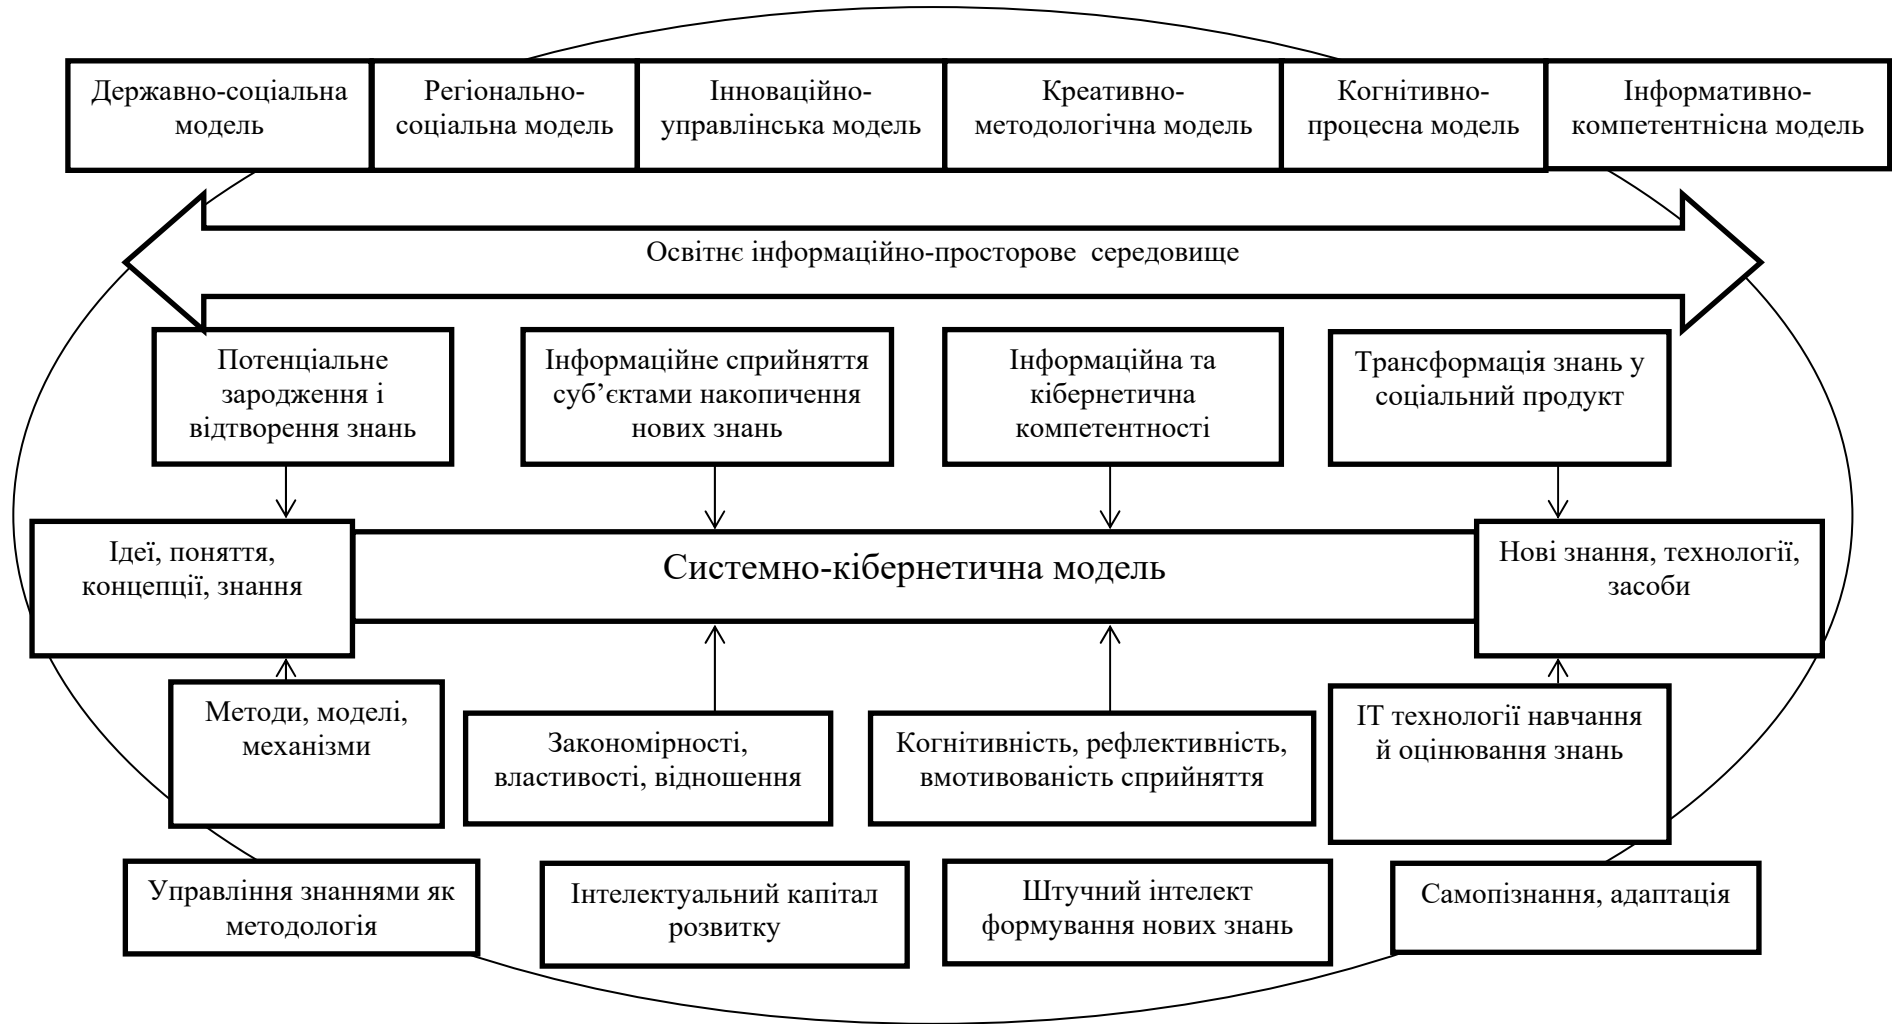 Державно-соціальна
модель
Регіонально-
соціальна модель
Інноваційно-
управлінська модель
Креативно-
методологічна модель
Когнітивно-
процесна модель
Інформативно-
компетентнісна модель
Освітнє інформаційно-просторове  середовище
Потенціальне
зародження і
відтворення знань
Інформаційне сприйняття
суб’єктами накопичення
нових знань
Інформаційна та
кібернетична
компетентності
Трансформація знань у
соціальний продукт
Ідеї, поняття,
концепції, знання
Системно-кібернетична модель
Нові знання, технології,
засоби
Методи, моделі,
механізми
Закономірності,
властивості, відношення
Когнітивність, рефлективність,
вмотивованість сприйняття
ІТ технології навчання
й оцінювання знань
Управління знаннями як
методологія
Інтелектуальний капітал
розвитку
Штучний інтелект
формування нових знань
Самопізнання, адаптація